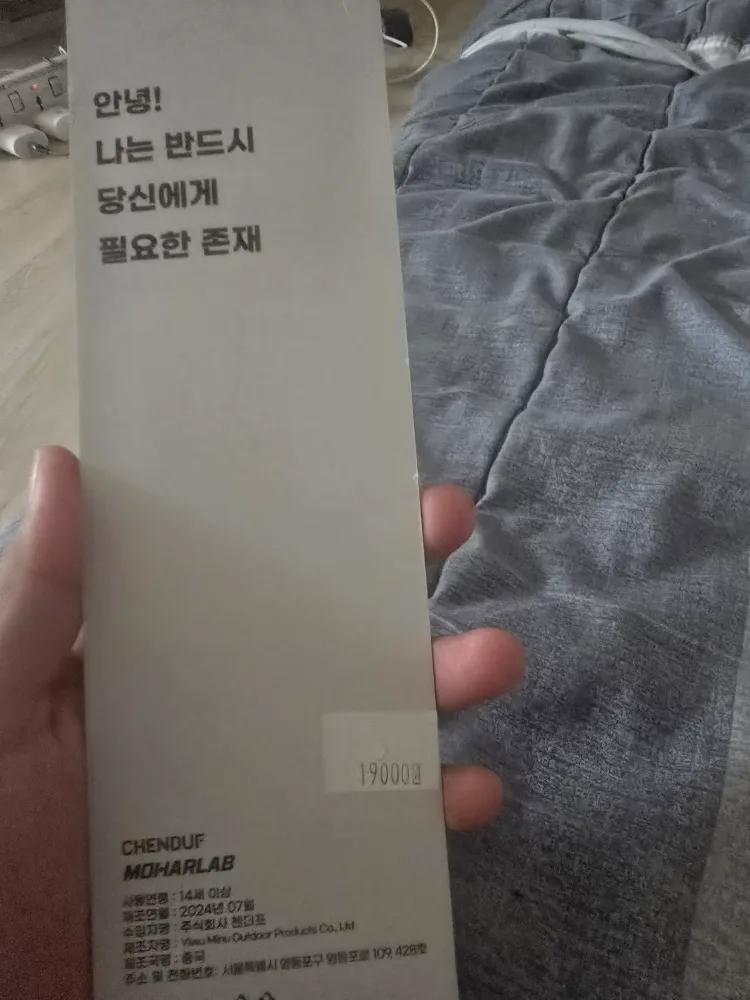 안녕!
나는 반드시
당신에게
필요한 존재
19000원
CHENDUF
MOHARLAB
사용연령 : 14세 이상
제조연월 : 2024년 07월
수입자명 : 주식회사 첸더프
제조자명 : Yiwu Minu Outdoor Products Co., Ltd
제조국명 : 중국
주소 및 전화번호: 서울특별시 영등포구 영등포로 109, 428호